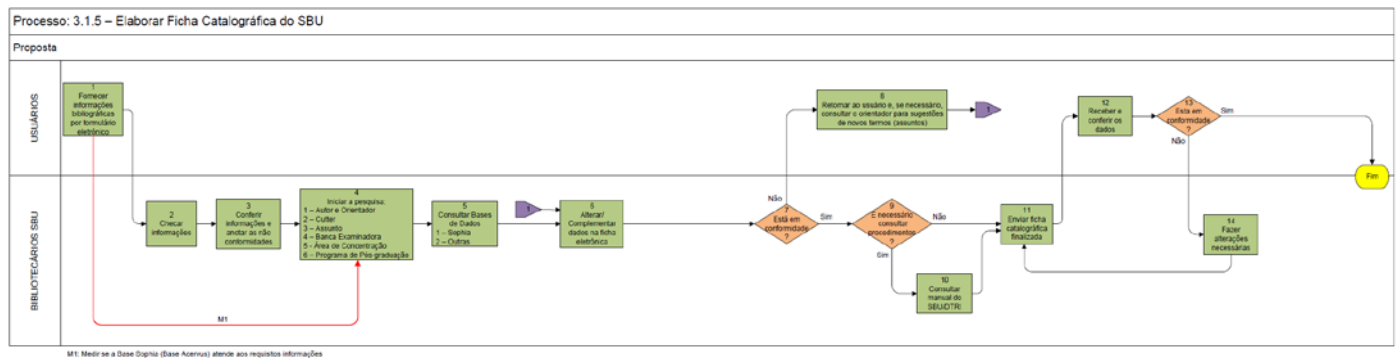 Processo: 3.1.5 – Elaborar Ficha Catalográfica do SBU
Proposta
USUÁRIOS
1
Fornecer
informações
bibliográficas
por formulário
eletrônico
8
Retornar ao usuário e, se necessário,
consultar o orientador para sugestões
de novos termos (assuntos)
1
12
Receber e
conferir os
dados
13
Está em
conformidade
?
Sim
Não
Fim
BIBLIOTECÁRIOS SBU
2
Checar
informações
3
Conferir
informações e
anotar as não
conformidades
4
Iniciar a pesquisa:
1 – Autor e Orientador
2 – Cutter
3 – Assunto
4 – Banca Examinadora
5 - Área de Concentração
6 – Programa de Pós-graduação
5
Consultar Bases
de Dados
1 – Sophia
2 – Outras
1
6
Alterar/
Complementar
dados na ficha
eletrônica
Não
7
Está em
conformidade
?
Sim
9
É necessário
consultar
procedimentos
?
Não
Sim
10
Consultar
manual do
SBU/DTRI
11
Enviar ficha
catalográfica
finalizada
14
Fazer
alterações
necessárias
M1
M1: Medir se a Base Sophia (Base Acervus) atende aos requisitos informações